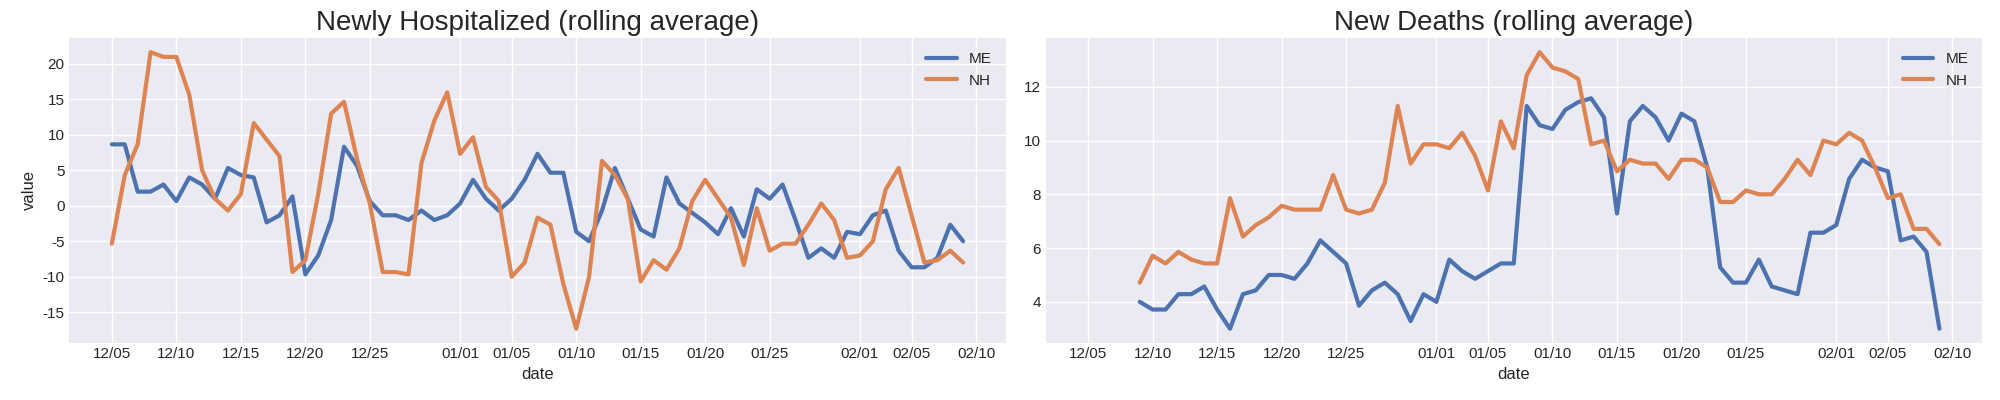 Newly Hospitalized (rolling average)
ME
NH
20
15
10
5
0
-5
-10
-15
value
12/05 12/10 12/15 12/20 12/25 01/01 01/05 01/10 01/15 01/20 01/25 02/01 02/05 02/10
date
New Deaths (rolling average)
ME
NH
12
10
8
6
4
12/05 12/10 12/15 12/20 12/25 01/01 01/05 01/10 01/15 01/20 01/25 02/01 02/05 02/10
date